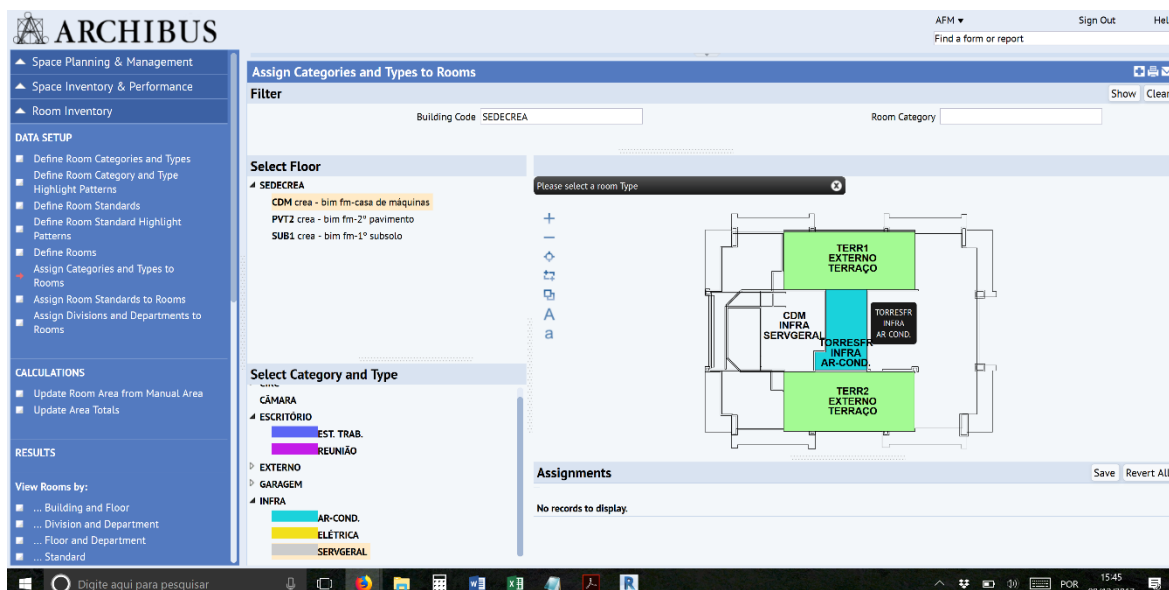 ARCHIBUS
AFM ▾ Sign Out Hel
Find a form or report
Space Planning & Management
Space Inventory & Performance
Room Inventory
DATA SETUP
Define Room Categories and Types
Define Room Category and Type
Highlight Patterns
Define Room Standards
Define Room Standard Highlight
Patterns
Define Rooms
Assign Categories and Types to
Rooms
Assign Room Standards to Rooms
Assign Divisions and Departments to
Rooms
CALCULATIONS
Update Room Area from Manual Area
Update Area Totals
RESULTS
View Rooms by:
... Building and Floor
... Division and Department
... Floor and Department
... Standard
Assign Categories and Types to Rooms
Filter Show Clear
Building Code SEDECREA Room Category
Select Floor
SEDECREA
CDM crea - bim fm-casa de máquinas
PVT2 crea - bim fm-2º pavimento
SUB1 crea - bim fm-1º subsolo
Select Category and Type
CÂMARA
ESCRITÓRIO
EST. TRAB.
REUNIÃO
EXTERNO
GARAGEM
INFRA
AR-COND.
ELÉTRICA
SERVGERAL
Please select a room Type
A
a
TERR1
EXTERNO
TERRAÇO
CDM
INFRA
SERVGERAL
TORRESFR
INFRA
AR-COND.
TORRESFR
INFRA
AR COND.
TERR2
EXTERNO
TERRAÇO
Assignments Save Revert All
No records to display.
Digite aqui para pesquisar
POR 15:45